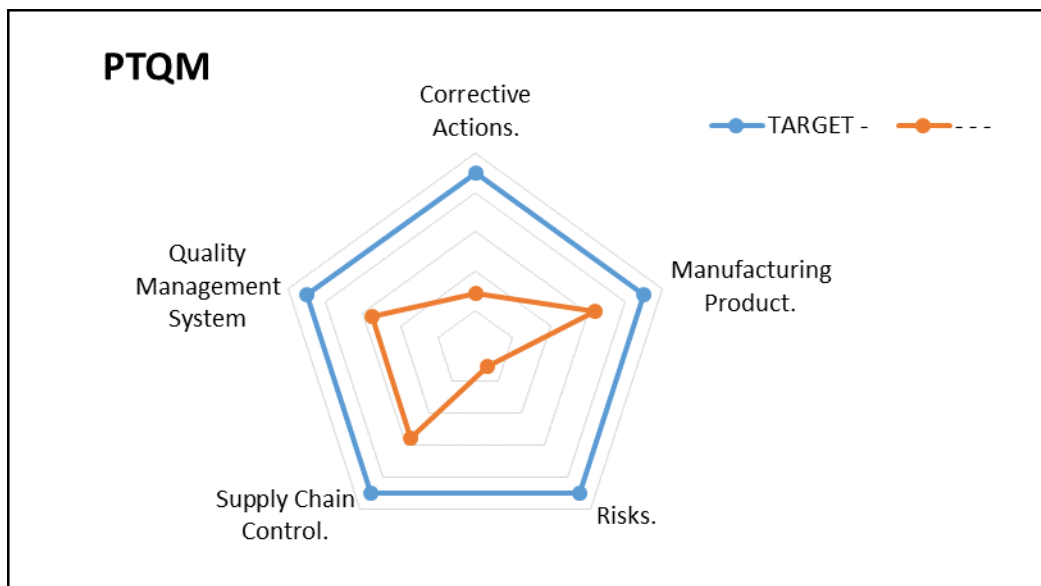 PTQM
Corrective
Actions.
TARGET -
- - -
Quality
Management
System
Manufacturing
Product.
Supply Chain
Control.
Risks.